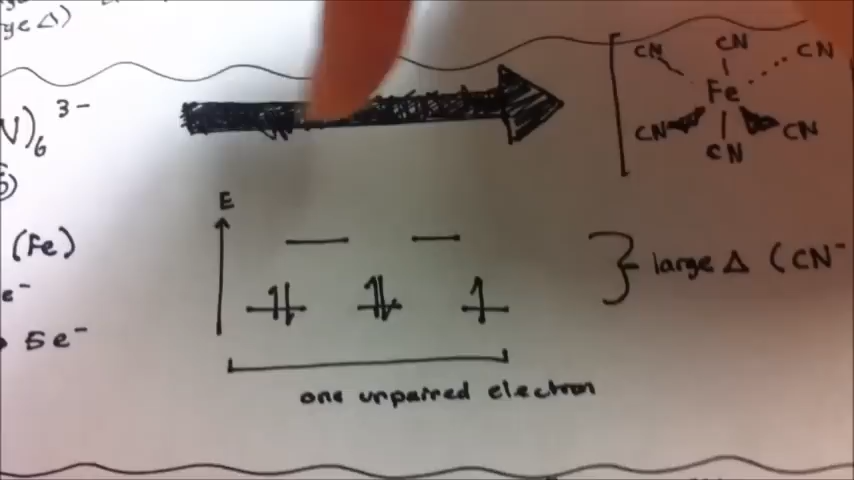 ge Δ)
N)6 3-
CN CN CN
Fe
CN CN
CN
E
(Fe)
e-
5e-
large Δ (CN-
one unpaired electron